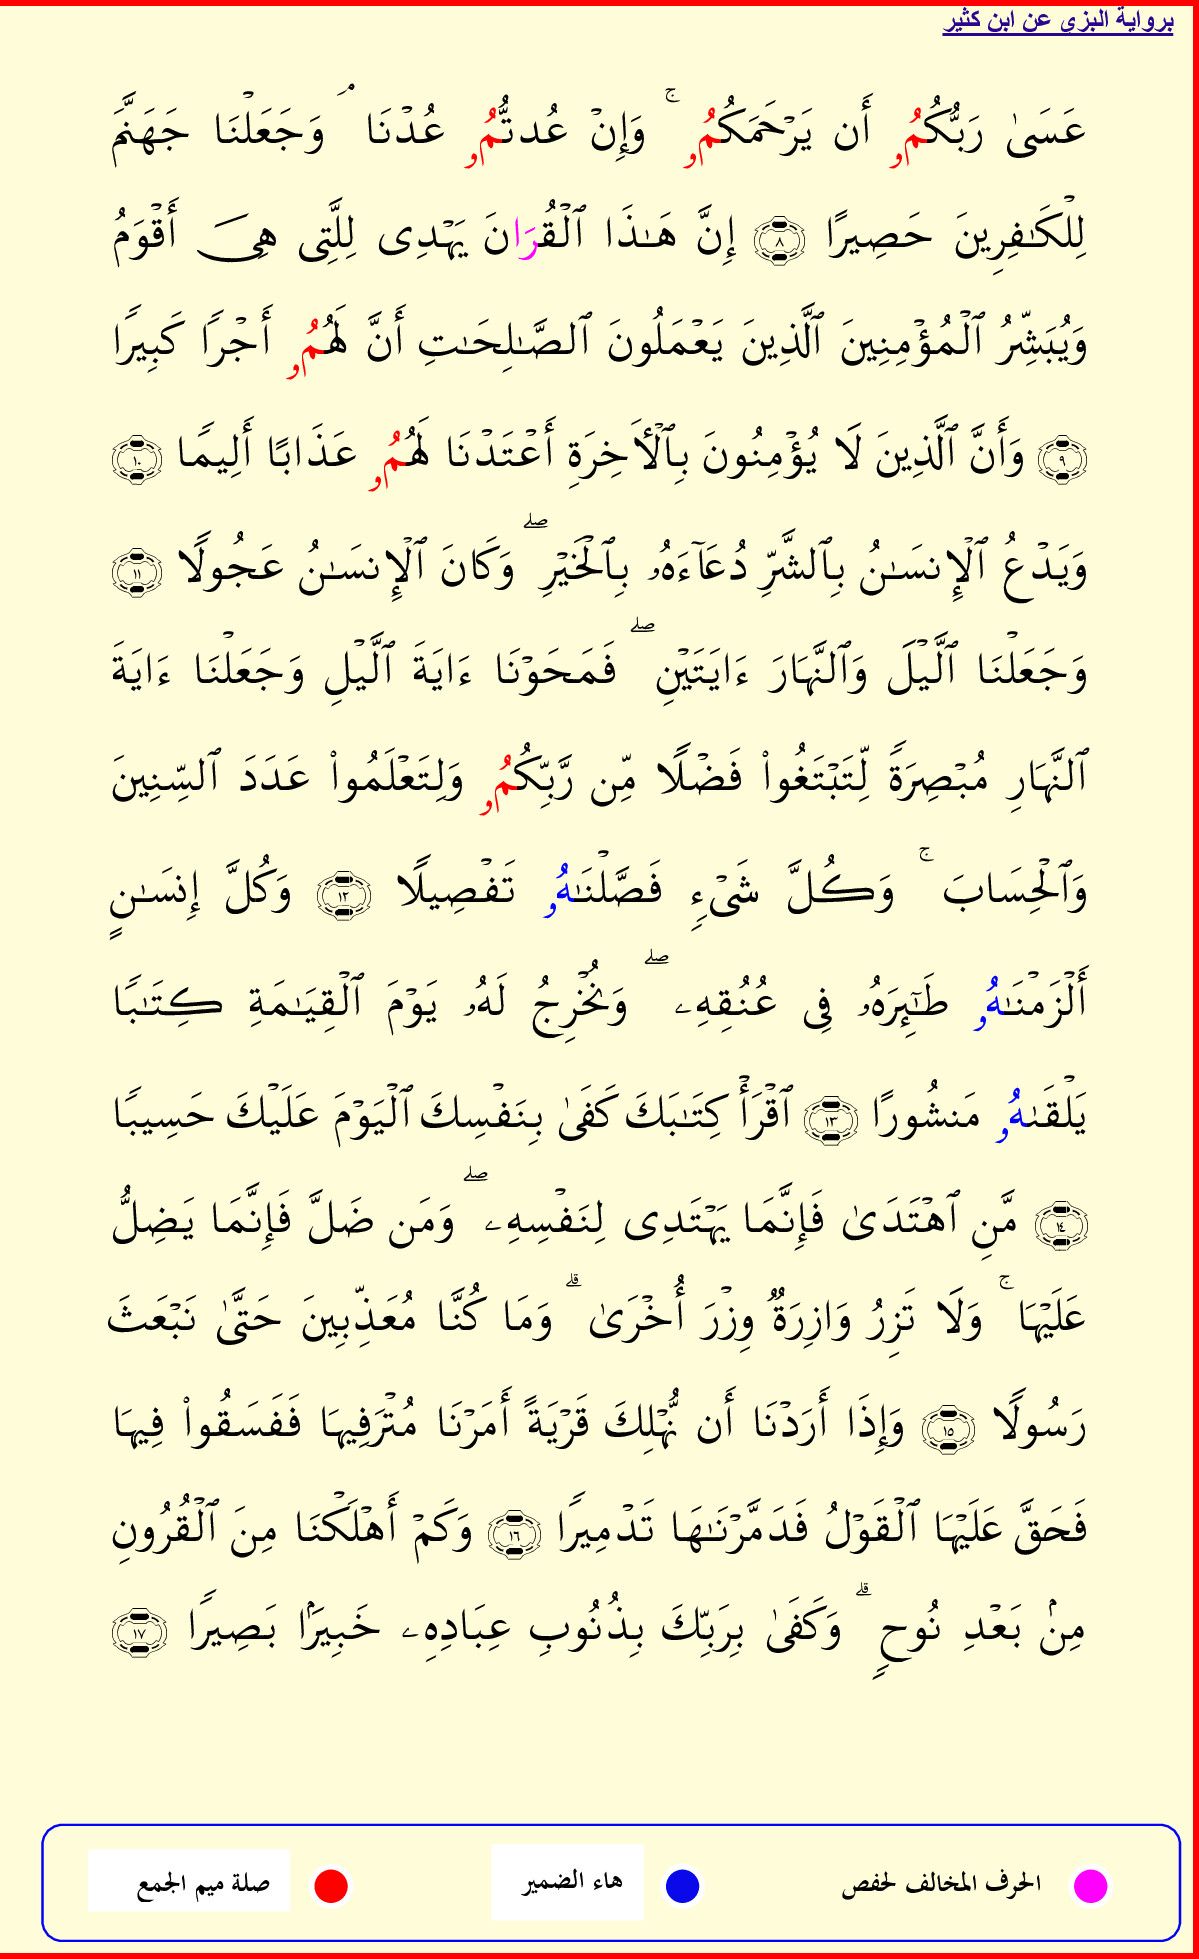 برواية البزي عن ابن كثير
عَسَىٰ رَبُّكُمُۥ أَن يَرْحَمَكُمُۥ ۚ وَإِنْ عُدتُّمُۥ عُدْنَا ۘ وَجَعَلْنَا جَهَنَّمَ
لِلْكَـٰفِرِينَ حَصِيرًا ٨ إِنَّ هَـٰذَا ٱلْقُرَانَ يَهْدِى لِلَّتِى هِىَ أَقْوَمُ
وَيُبَشِّرُ ٱلْمُؤْمِنِينَ ٱلَّذِينَ يَعْمَلُونَ ٱلصَّـٰلِحَـٰتِ أَنَّ لَهُمُۥ أَجْرًا كَبِيرًا
٩ وَأَنَّ ٱلَّذِينَ لَا يُؤْمِنُونَ بِٱلْأَخِرَةِ أَعْتَدْنَا لَهُمُۥ عَذَابًا أَلِيمًا ١٠
وَيَدْعُ ٱلْإِنسَـٰنُ بِٱلشَّرِّ دُعَآءَهُۥ بِٱلْخَيْرِ ۖ وَكَانَ ٱلْإِنسَـٰنُ عَجُولًا ١١
وَجَعَلْنَا ٱلَّيْلَ وَٱلنَّهَارَ ءَايَتَيْنِ ۖ فَمَحَوْنَا ءَايَةَ ٱلَّيْلِ وَجَعَلْنَا ءَايَةَ
ٱلنَّهَارِ مُبْصِرَةً لِّتَبْتَغُوا۟ فَضْلًا مِّن رَّبِّكُمُۥ وَلِتَعْلَمُوا۟ عَدَدَ ٱلسِّنِينَ
وَٱلْحِسَابَ ۚ وَكُلَّ شَىْءٍ فَصَّلْنَـٰهُۥ تَفْصِيلًا ١٢ وَكُلَّ إِنسَـٰنٍ
أَلْزَمْنَـٰهُۥ طَـٰٓئِرَهُۥ فِى عُنُقِهِۦ ۖ وَنُخْرِجُ لَهُۥ يَوْمَ ٱلْقِيَـٰمَةِ كِتَـٰبًا
يَلْقَىٰهُۥ مَنشُورًا ١٣ ٱقْرَأْ كِتَـٰبَكَ كَفَىٰ بِنَفْسِكَ ٱلْيَوْمَ عَلَيْكَ حَسِيبًا
١٤ مَّنِ ٱهْتَدَىٰ فَإِنَّمَا يَهْتَدِى لِنَفْسِهِۦ ۖ وَمَن ضَلَّ فَإِنَّمَا يَضِلُّ
عَلَيْهَا ۚ وَلَا تَزِرُ وَازِرَةٌ وِزْرَ أُخْرَىٰ ۗ وَمَا كُنَّا مُعَذِّبِينَ حَتَّىٰ نَبْعَثَ
رَسُولًا ١٥ وَإِذَا أَرَدْنَا أَن نُّهْلِكَ قَرْيَةً أَمَرْنَا مُتْرَفِيهَا فَفَسَقُوا۟ فِيهَا
فَحَقَّ عَلَيْهَا ٱلْقَوْلُ فَدَمَّرْنَـٰهَا تَدْمِيرًا ١٦ وَكَمْ أَهْلَكْنَا مِنَ ٱلْقُرُونِ
مِنۢ بَعْدِ نُوحٍ ۗ وَكَفَىٰ بِرَبِّكَ بِذُنُوبِ عِبَادِهِۦ خَبِيرًۢا بَصِيرًا ١٧
الحرف المخالف لحفص هاء الضمير صلة ميم الجمع